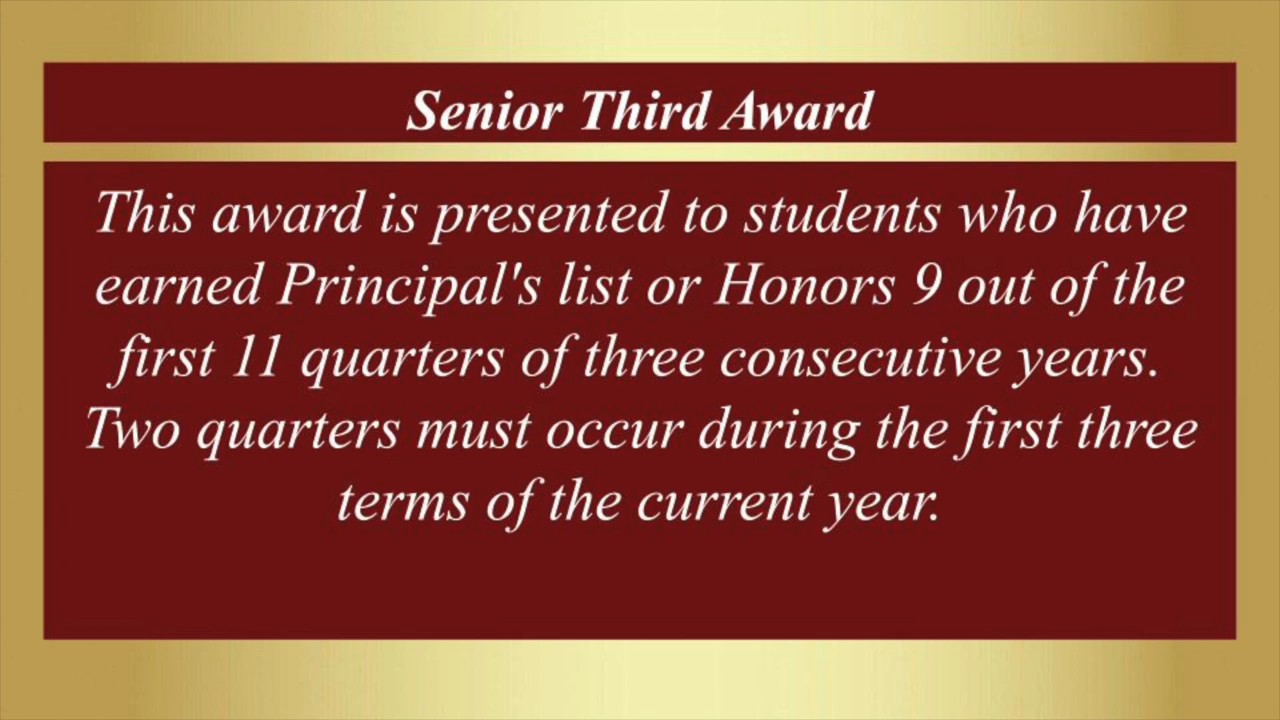 Senior Third Award
This award is presented to students who have
earned Principal's list or Honors 9 out of the
first 11 quarters of three consecutive years.
Two quarters must occur during the first three
terms of the current year.